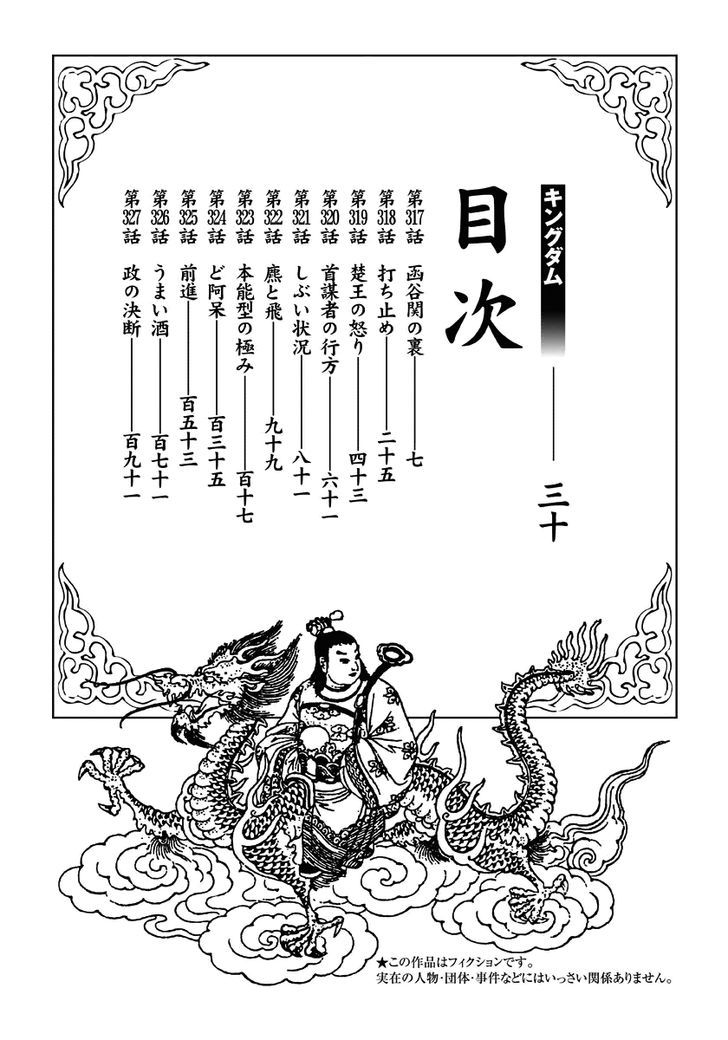 キングダム——三十
目次
第317話 函谷関の裏——七
第318話 打ち止め——二十五
第319話 楚王の怒り——四十三
第320話 首謀者の行方——六十一
第321話 しぶい状況——八十一
第322話 麃と飛——九十九
第323話 本能型の極み——百十七
第324話 ど阿呆——百三十五
第325話 前進——百五十三
第326話 うまい酒——百七十一
第327話 政の決断——百九十一
★この作品はフィクションです。
実在の人物・団体・事件などにはいっさい関係ありません。